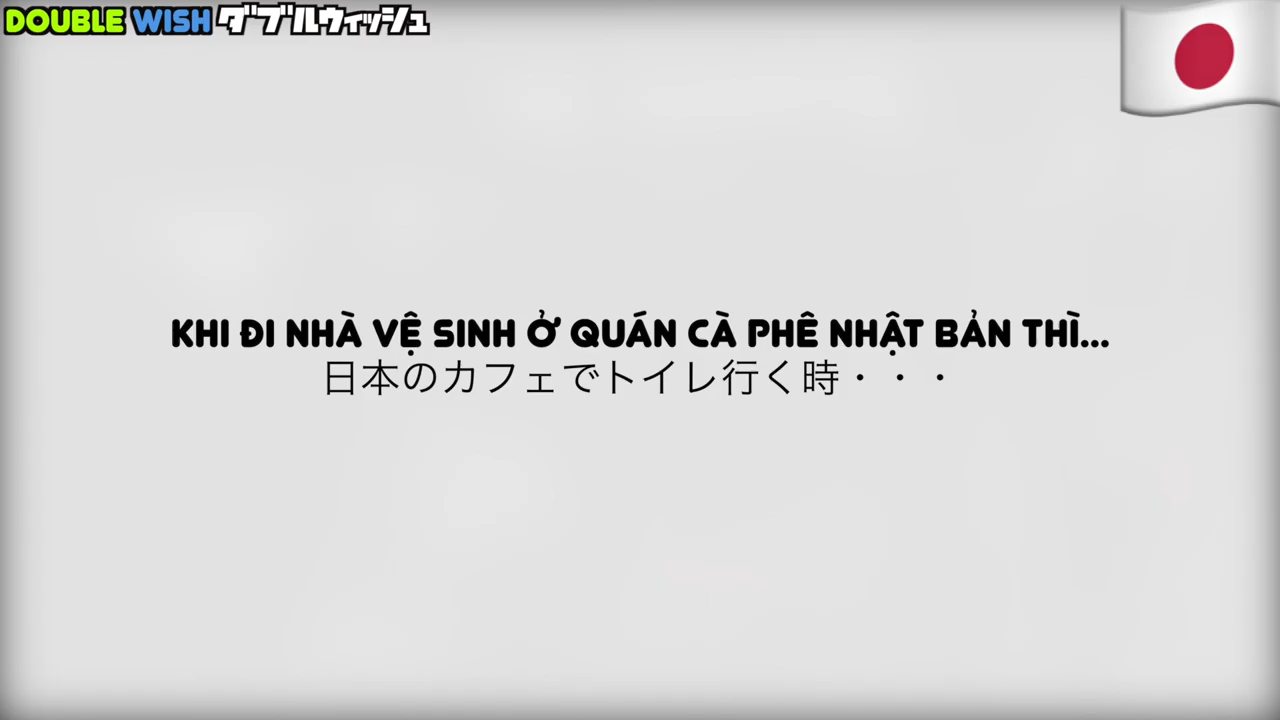 DOUBLE WISH ダブルウィッシュ
KHI ĐI NHÀ VỆ SINH Ở QUÁN CÀ PHÊ NHẬT BẢN THÌ...
日本のカフェでトイレ行く時・・・